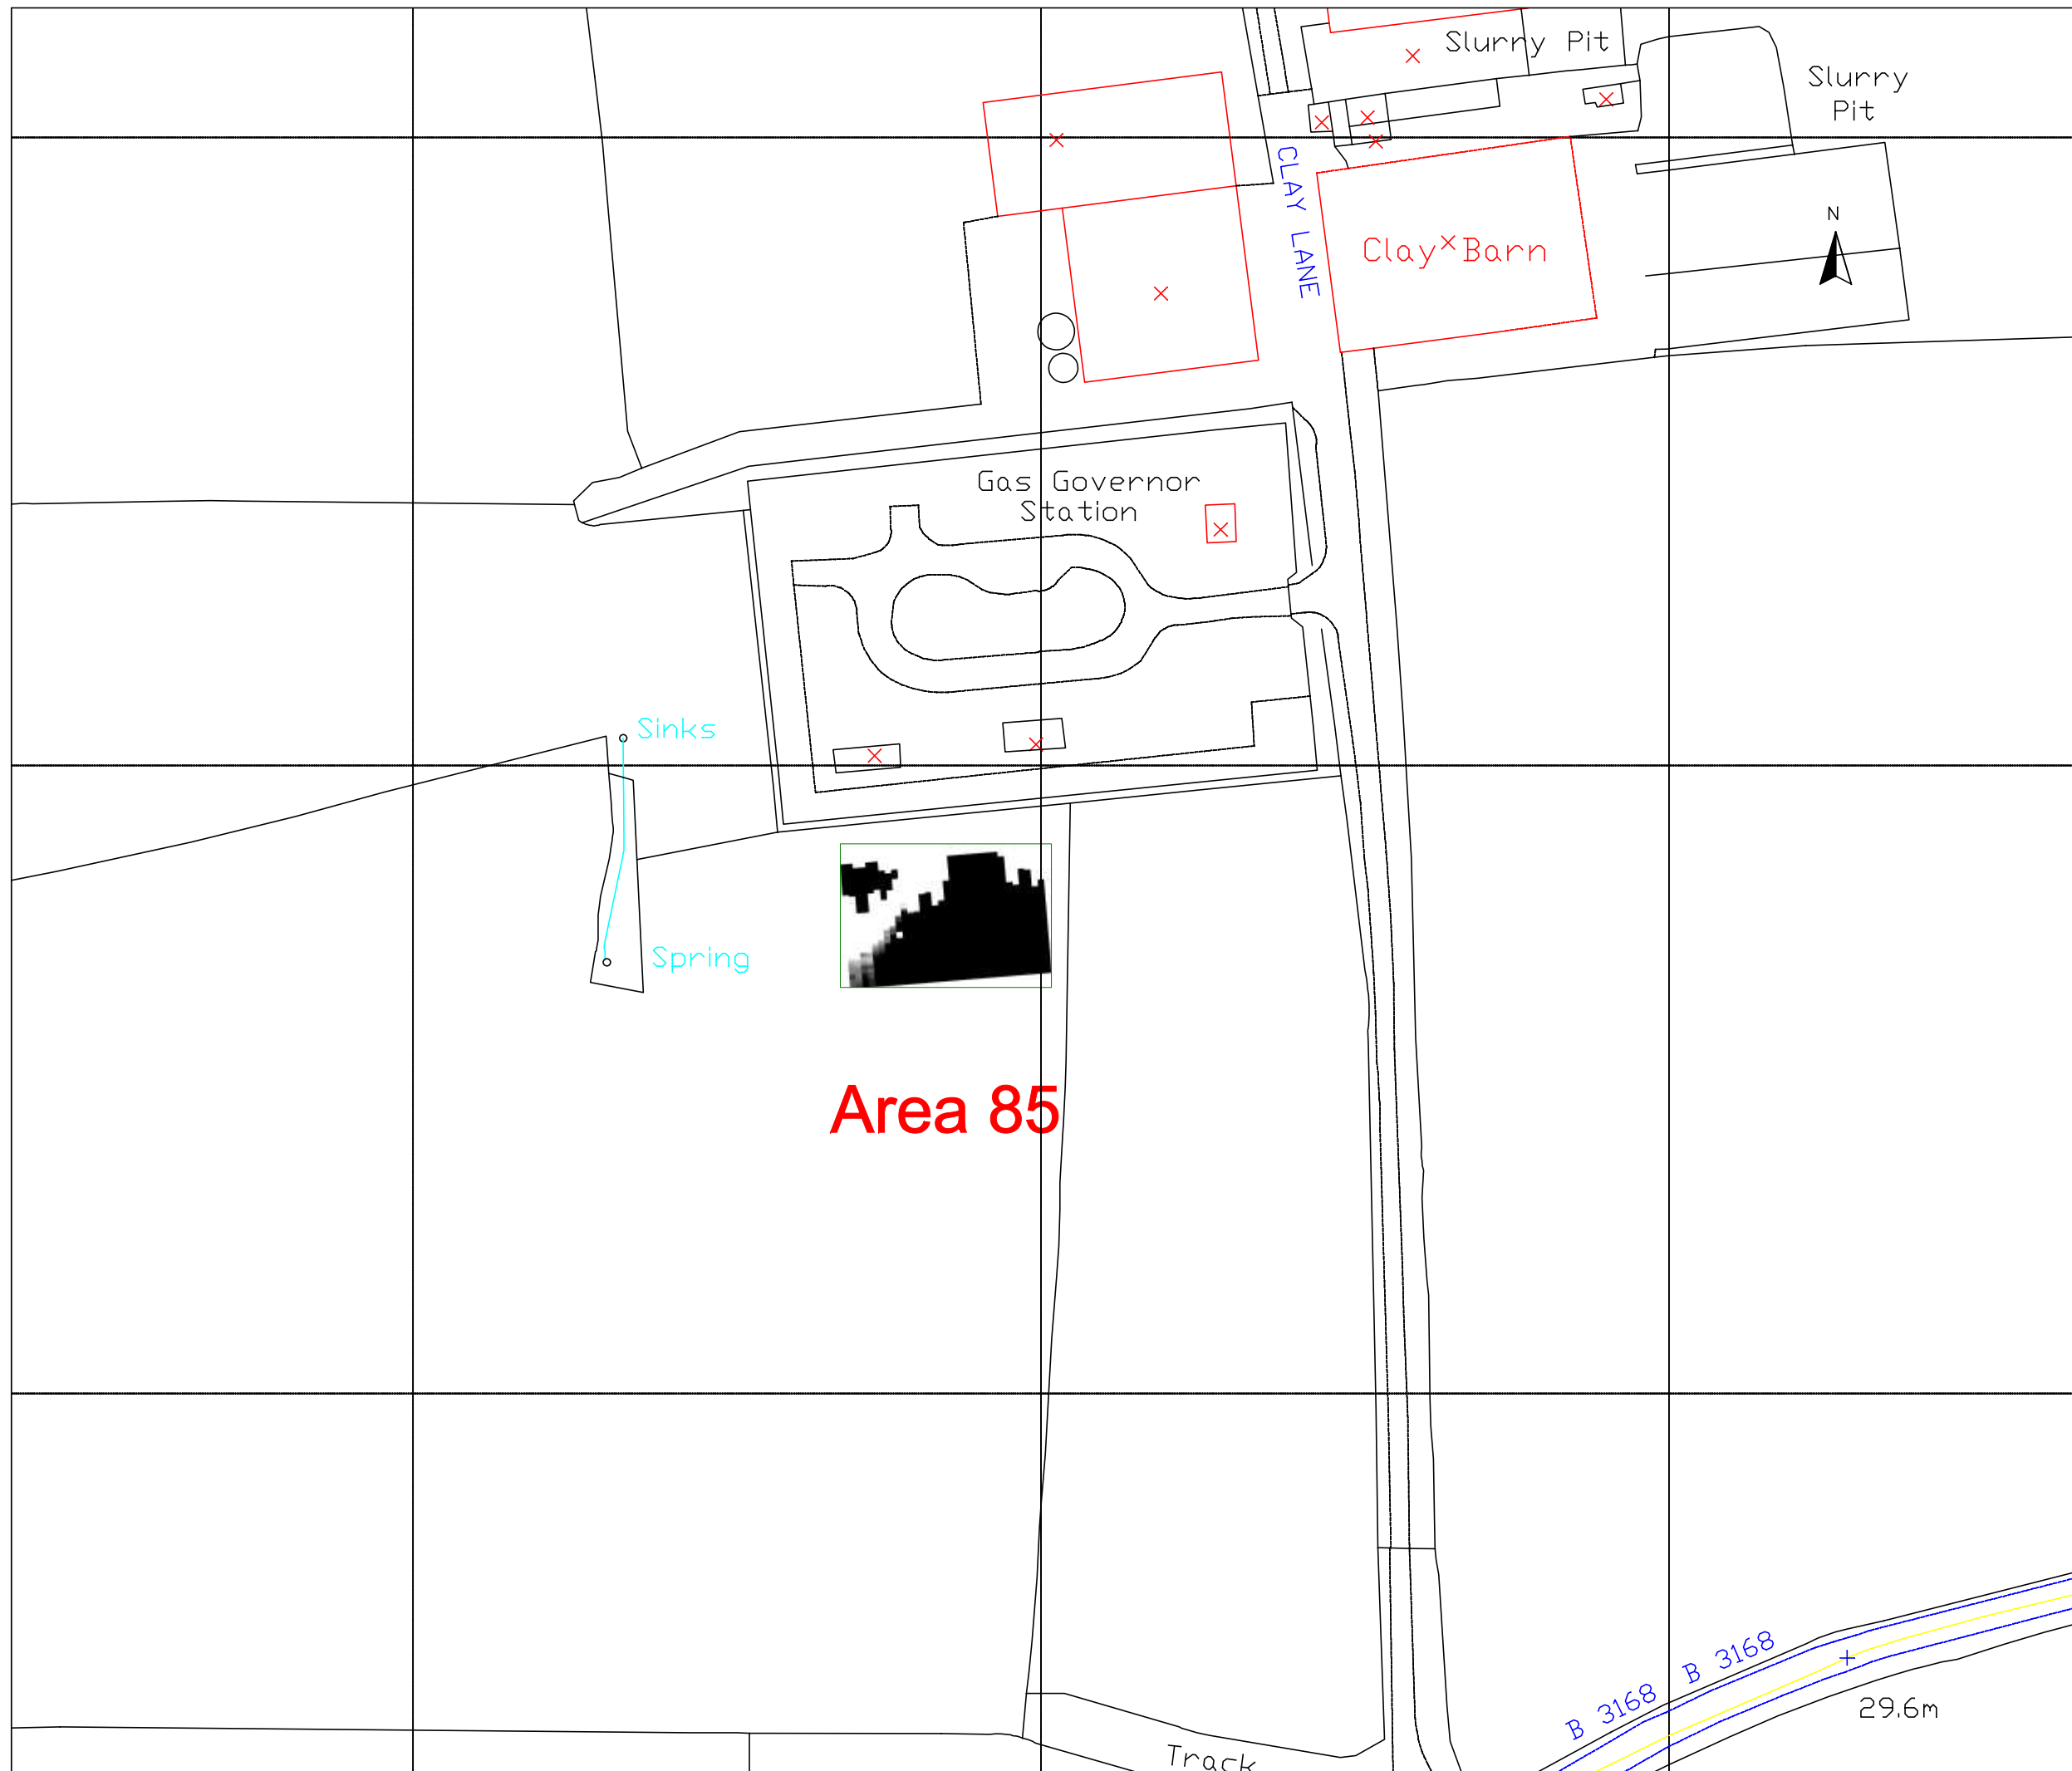 Slurry Pit
Slurry
Pit
CLAY LANE
N
Clay Barn
Gas Governor
Station
Sinks
Spring
Area 85
B 3168
B 3168
29.6m
Track